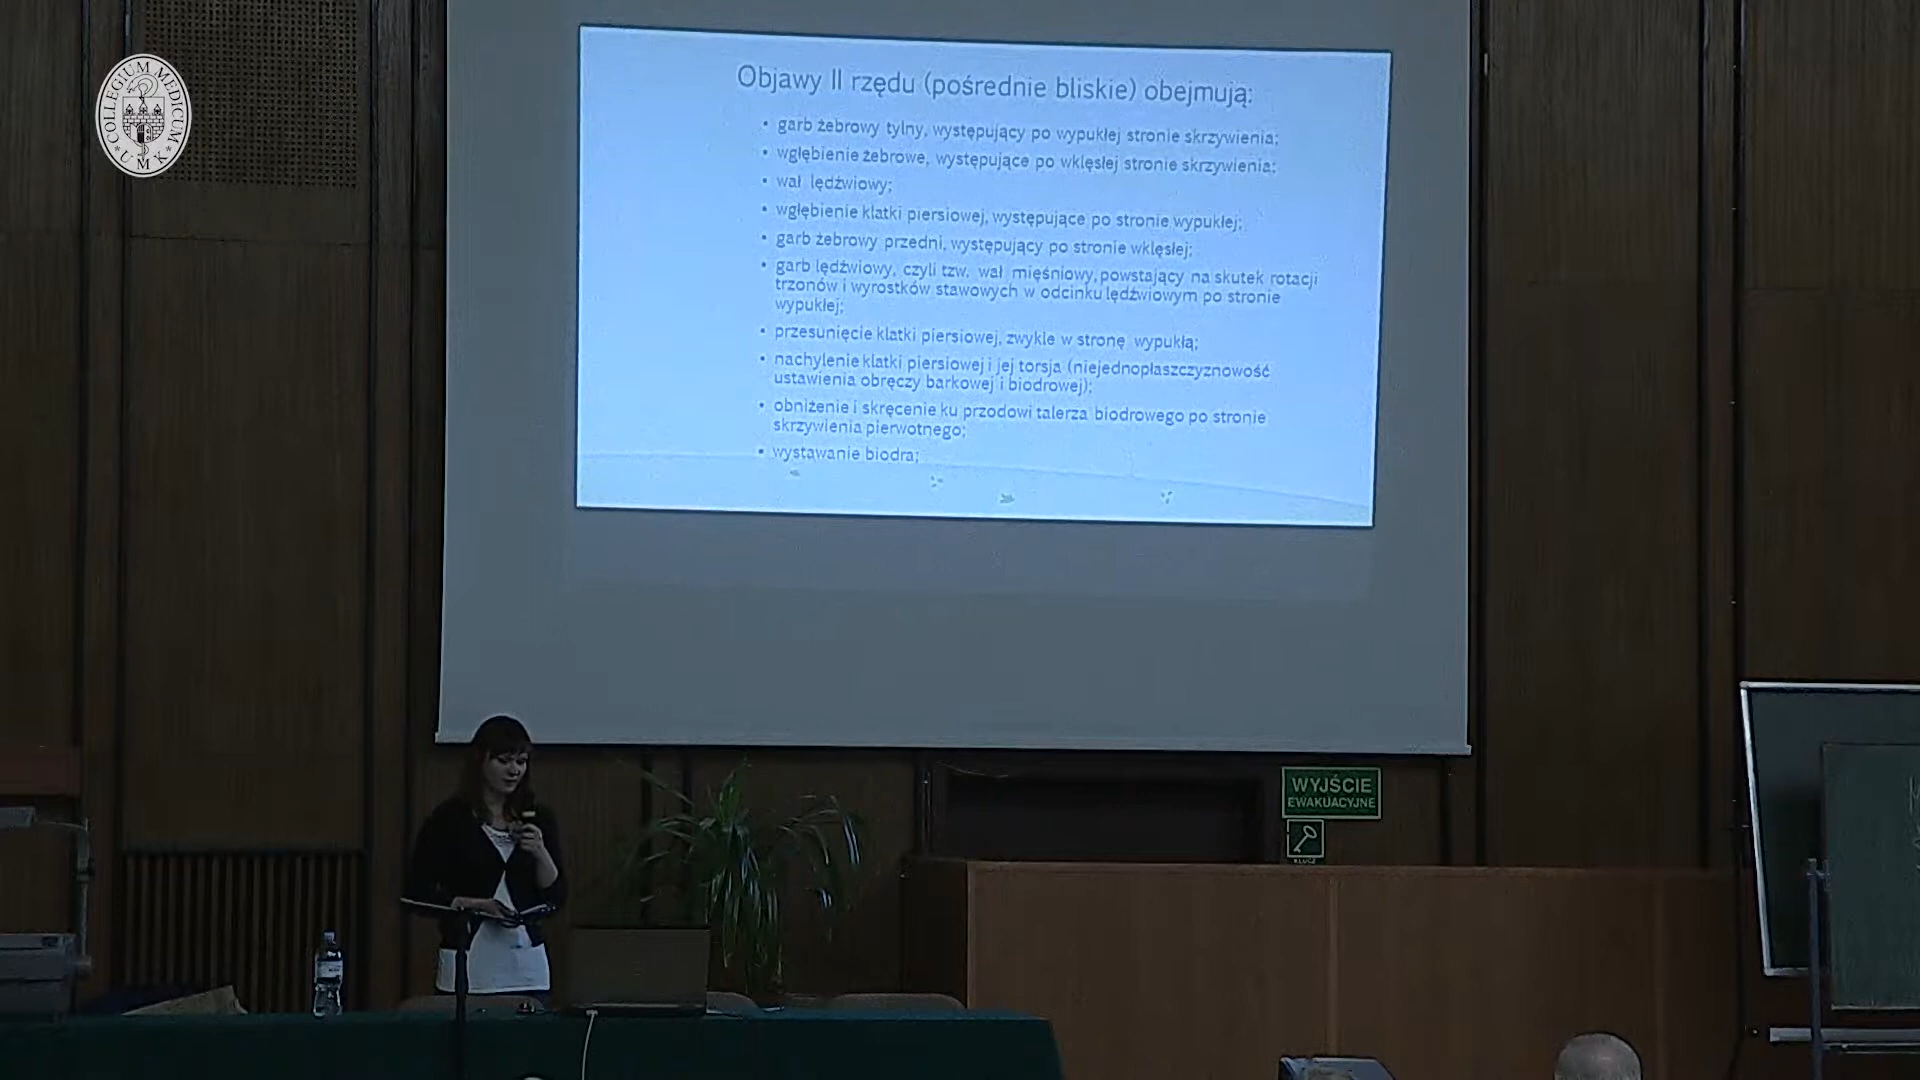 COLLEGIUM MEDICUM
UMK
Objawy II rzędu (pośrednie bliskie) obejmują:
• garb żebrowy tylny, występujący po wypukłej stronie skrzywienia;
• wgłębienie żebrowe, występujące po wklęsłej stronie skrzywienia;
• wał lędźwiowy;
• wgłębienie klatki piersiowej, występujące po stronie wypukłej;
• garb żebrowy przedni, występujący po stronie wklęsłej;
• garb lędźwiowy, czyli tzw. wał mięśniowy, powstający na skutek rotacji
trzonów i wyrostków stawowych w odcinku lędźwiowym po stronie
wypukłej;
• przesunięcie klatki piersiowej, zwykle w stronę wypukłą;
• nachylenie klatki piersiowej i jej torsja (niejednopłaszczyznowość
ustawienia obręczy barkowej i biodrowej);
• obniżenie i skręcenie ku przodowi talerza biodrowego po stronie
skrzywienia pierwotnego;
• wystawanie biodra;
WYJŚCIE
EWAKUACYJNE
KLUCZ